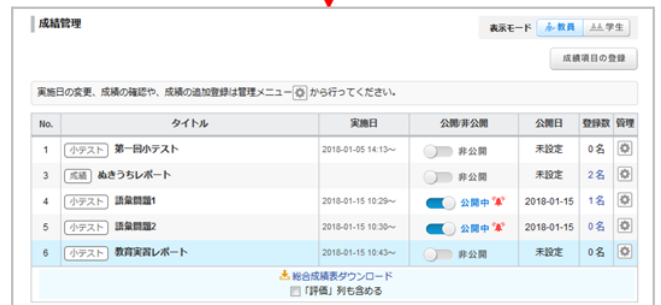 成績管理
表示モード 教員 学生
成績項目の登録
実施日の変更、成績の確認や、成績の追加登録は管理メニュー から行ってください。
No. タイトル 実施日 公開/非公開 公開日 登録数 管理
1 小テスト 第一回小テスト 2018-01-05 14:13～ 非公開 未設定 0名
3 成績 ぬきうちレポート 非公開 未設定 2名
4 小テスト 語彙問題1 2018-01-15 10:29～ 公開中 2018-01-15 1名
5 小テスト 語彙問題2 2018-01-15 10:30～ 公開中 2018-01-15 0名
6 小テスト 教育実習レポート 2018-01-15 10:43～ 非公開 未設定 0名
総合成績表ダウンロード
「評価」列も含める